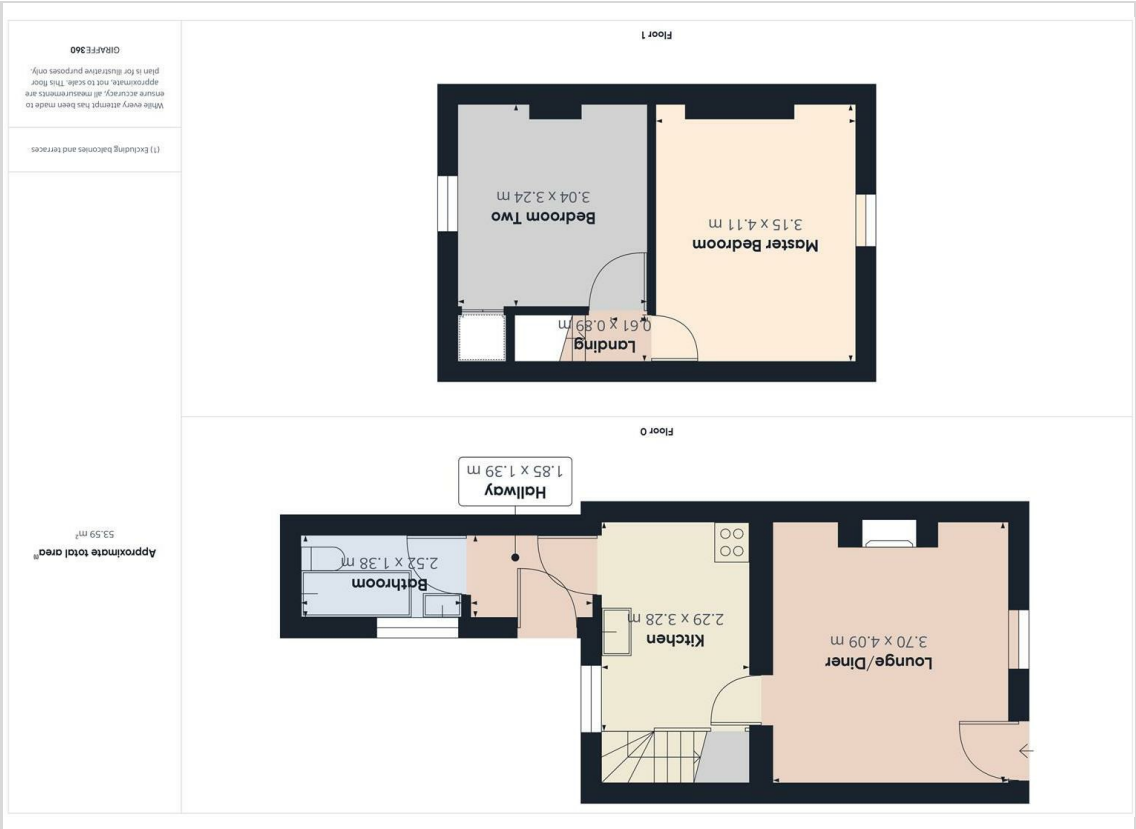 Lounge/Diner
3.70 x 4.09 m
Kitchen
2.29 x 3.28 m
Bathroom
2.52 x 1.38 m
Hallway
1.85 x 1.39 m
Floor 0
Landing
0.61 x 0.89 m
Master Bedroom
3.15 x 4.11 m
Bedroom Two
3.04 x 3.24 m
Floor 1
Approximate total area⁽¹⁾
53.59 m²
(1) Excluding balconies and terraces
While every attempt has been made to
ensure accuracy, all measurements are
approximate, not to scale. This floor
plan is for illustrative purposes only.
GIRAFFE360